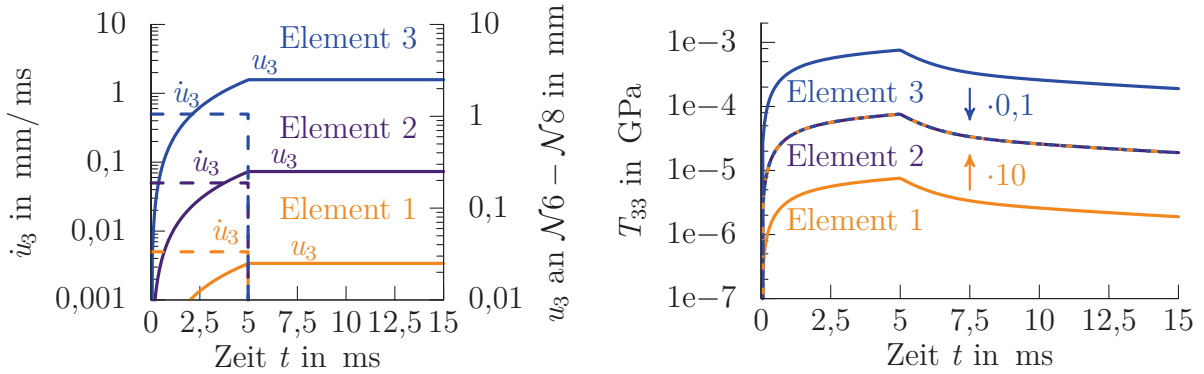 10
1
0,1
0,01
0,001
u̇₃ in mm/ ms
Element 3
u₃
u̇₃
Element 2
u̇₃
u₃
Element 1
u̇₃
u₃
10
1
0,1
0,01
u₃ an 𝒩6 − 𝒩8 in mm
0 2,5 5 7,5 10 12,5 15
Zeit t in ms
T₃₃ in GPa
1e−3
1e−4
1e−5
1e−6
1e−7
Element 3
·0,1
Element 2
·10
Element 1
0 2,5 5 7,5 10 12,5 15
Zeit t in ms